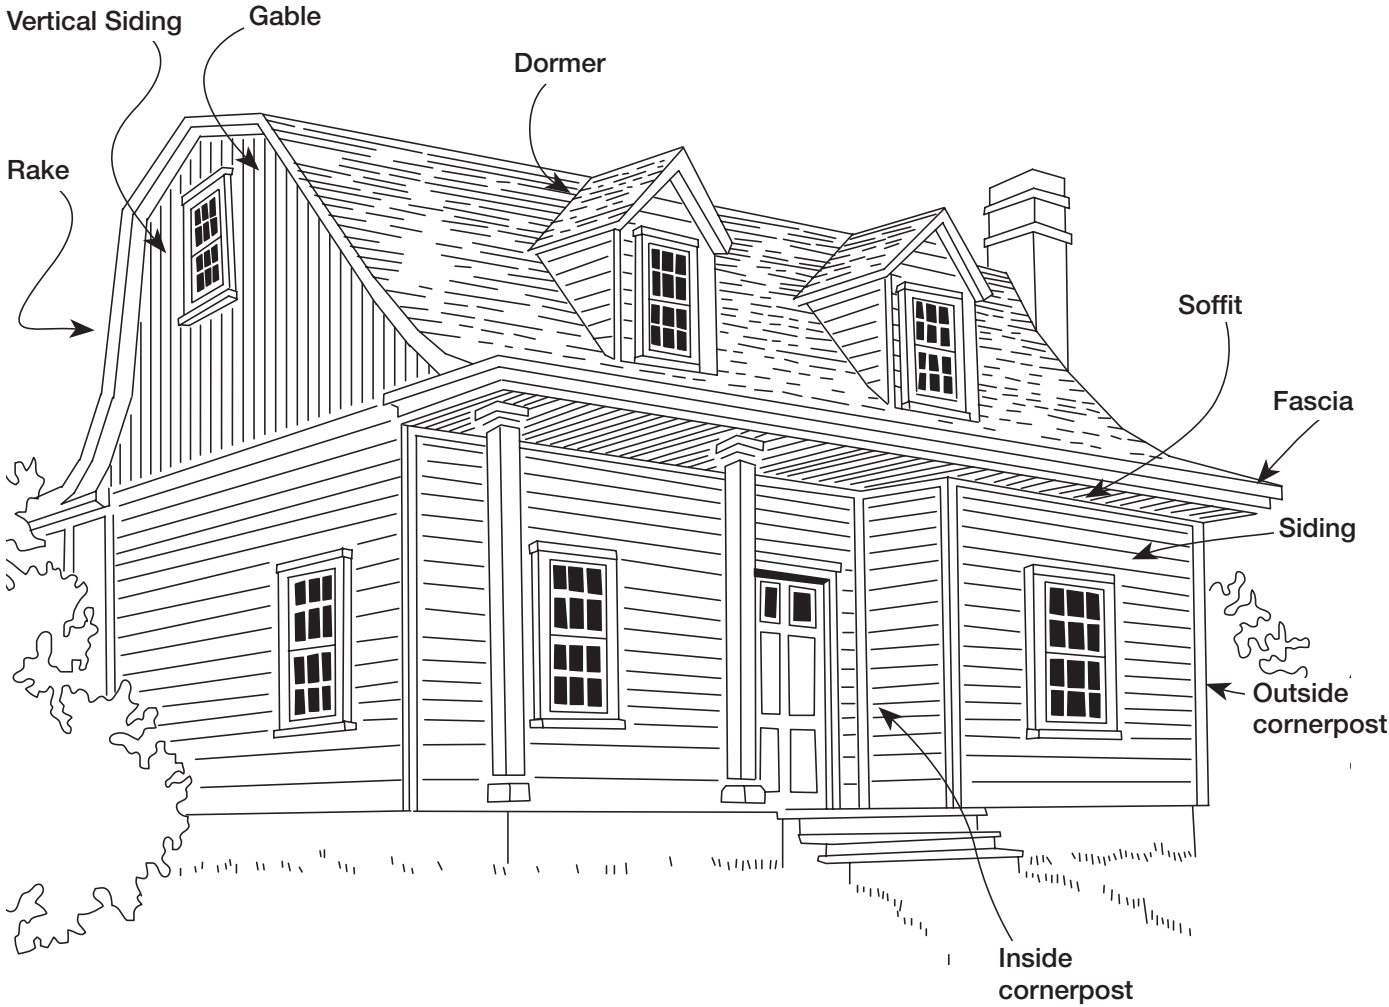 Vertical Siding
Gable
Dormer
Rake
Soffit
Fascia
Siding
Outside
cornerpost
Inside
cornerpost